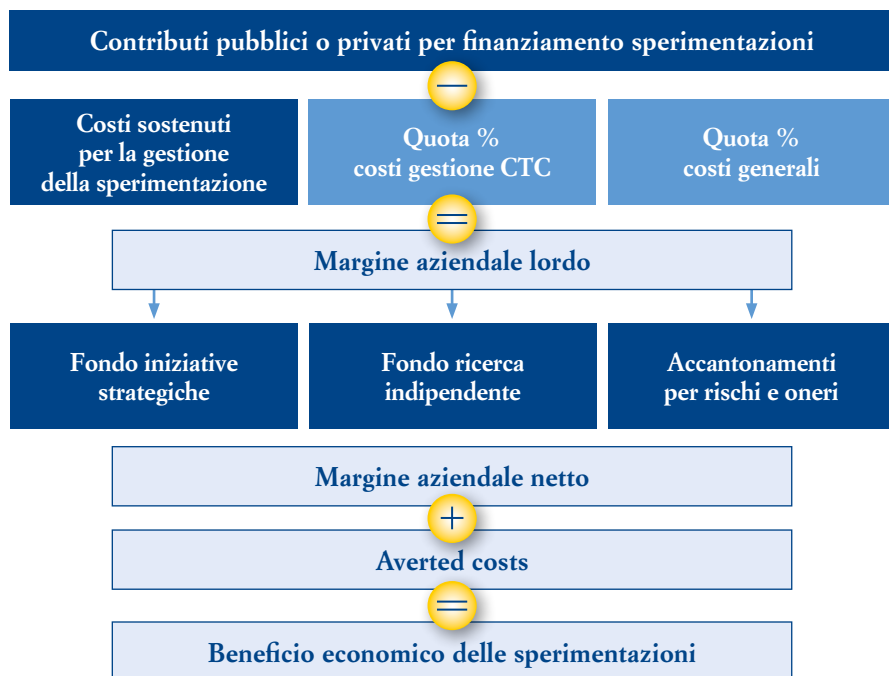 Contributi pubblici o privati per finanziamento sperimentazioni
—
Costi sostenuti
per la gestione
della sperimentazione
Quota %
costi gestione CTC
Quota %
costi generali
=
Margine aziendale lordo
Fondo iniziative
strategiche
Fondo ricerca
indipendente
Accantonamenti
per rischi e oneri
Margine aziendale netto
+
Averted costs
=
Beneficio economico delle sperimentazioni